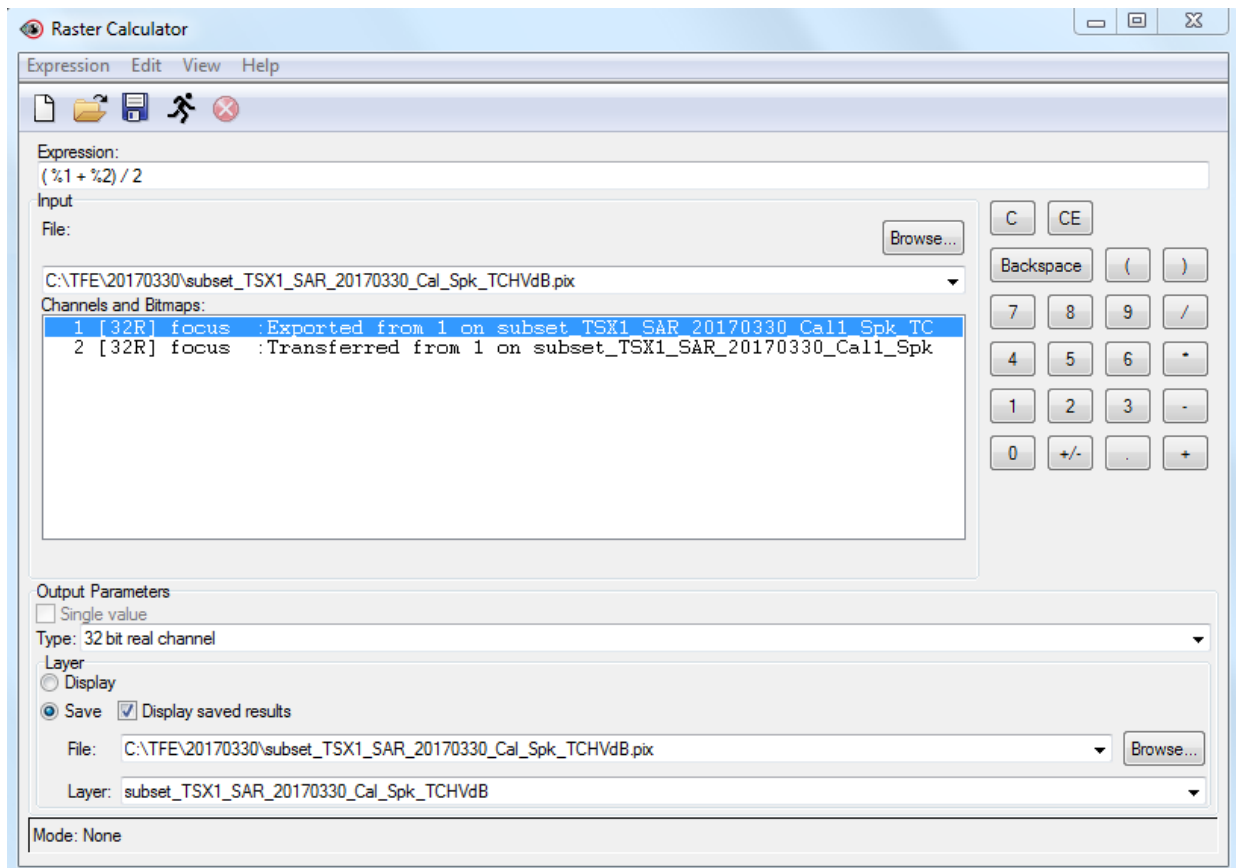 Raster Calculator
Expression Edit View Help
Expression:
( %1 + %2) / 2
Input
File:
Browse...
C:\TFE\20170330\subset_TSX1_SAR_20170330_Cal_Spk_TCHVdB.pix
Channels and Bitmaps:
1 [32R] focus :Exported from 1 on subset_TSX1_SAR_20170330_Cal1_Spk_TC
2 [32R] focus :Transferred from 1 on subset_TSX1_SAR_20170330_Cal1_Spk
C CE
Backspace ( )
7 8 9 /
4 5 6 *
1 2 3 -
0 +/- . +
Output Parameters
Single value
Type: 32 bit real channel
Layer
Display
Save Display saved results
File: C:\TFE\20170330\subset_TSX1_SAR_20170330_Cal_Spk_TCHVdB.pix Browse...
Layer: subset_TSX1_SAR_20170330_Cal_Spk_TCHVdB
Mode: None